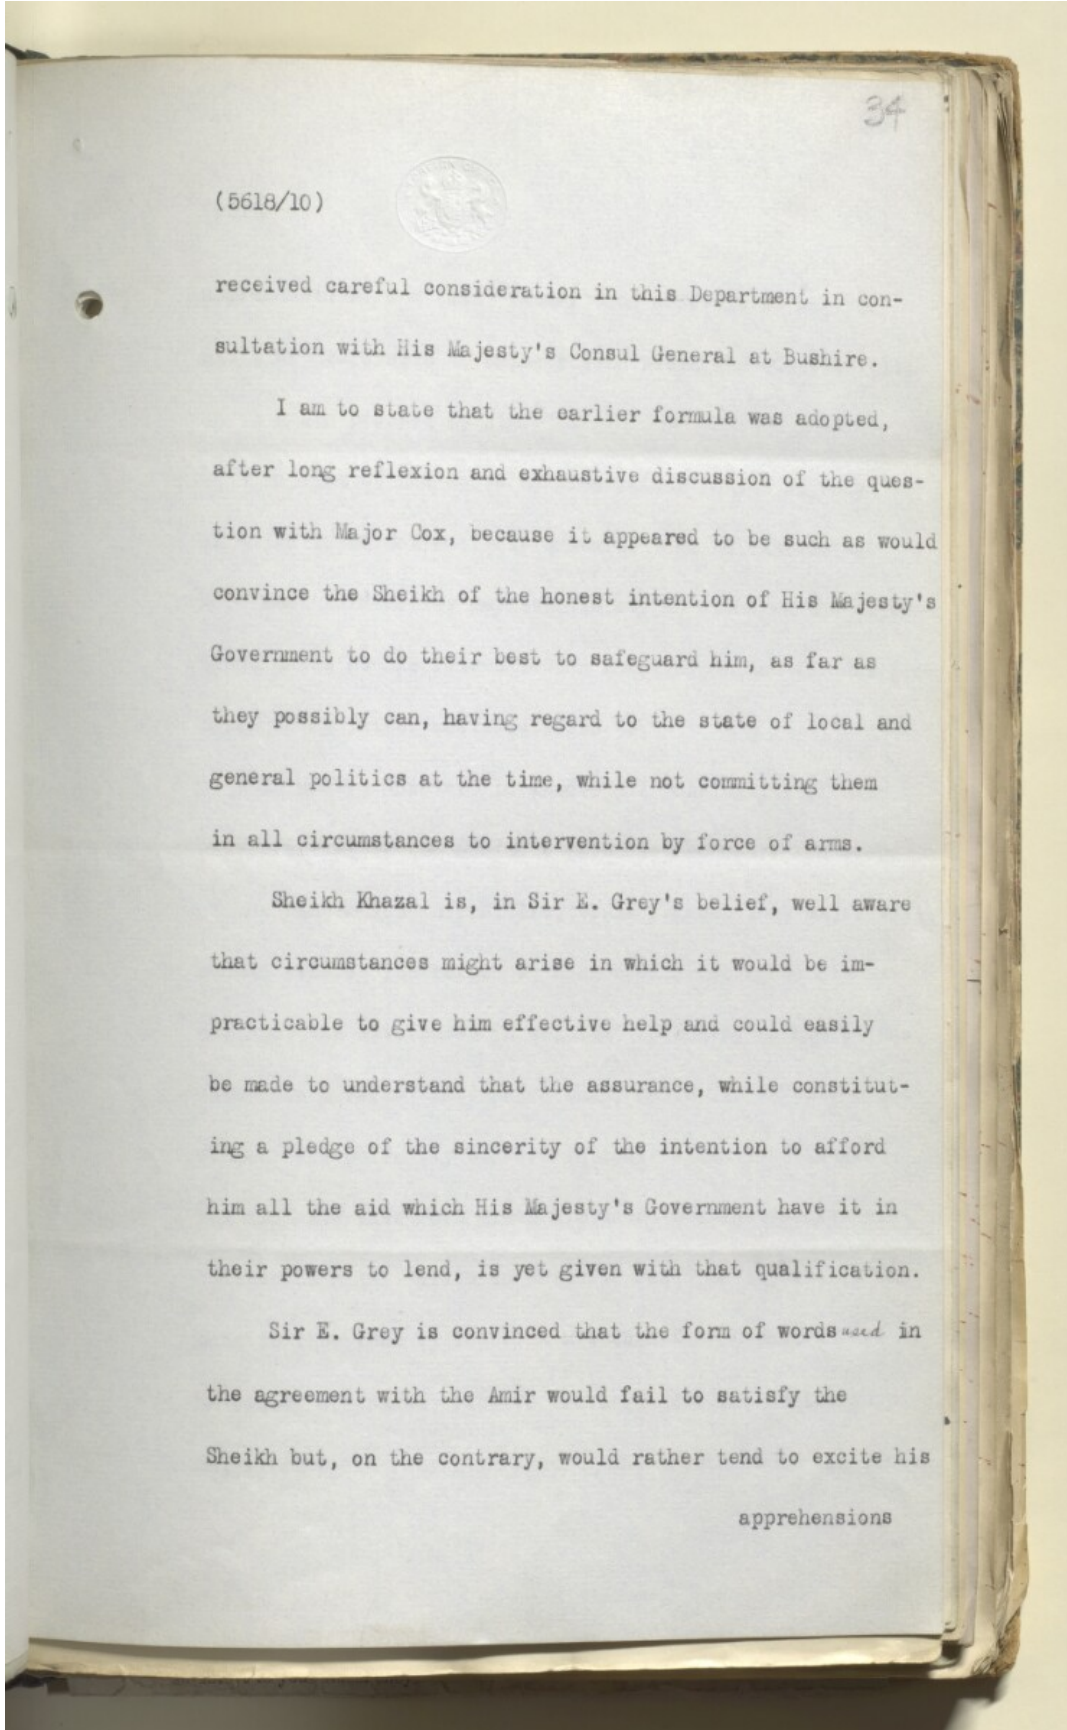 34
(5618/10)
received careful consideration in this Department in con-
sultation with His Majesty's Consul General at Bushire.
I am to state that the earlier formula was adopted,
after long reflexion and exhaustive discussion of the ques-
tion with Major Cox, because it appeared to be such as would
convince the Sheikh of the honest intention of His Majesty's
Government to do their best to safeguard him, as far as
they possibly can, having regard to the state of local and
general politics at the time, while not committing them
in all circumstances to intervention by force of arms.
Sheikh Khazal is, in Sir E. Grey's belief, well aware
that circumstances might arise in which it would be im-
practicable to give him effective help and could easily
be made to understand that the assurance, while constitut-
ing a pledge of the sincerity of the intention to afford
him all the aid which His Majesty's Government have it in
their powers to lend, is yet given with that qualification.
Sir E. Grey is convinced that the form of words used in
the agreement with the Amir would fail to satisfy the
Sheikh but, on the contrary, would rather tend to excite his
apprehensions